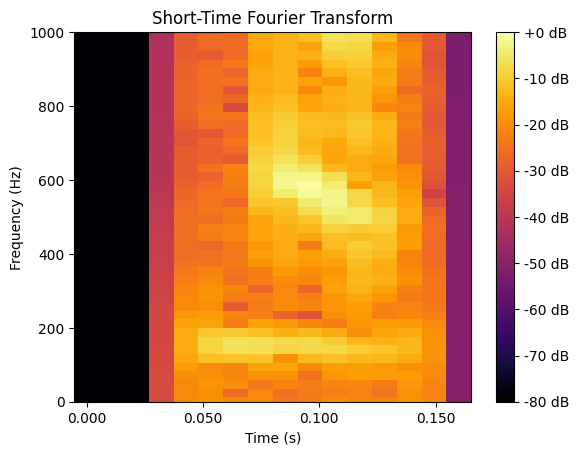 Short-Time Fourier Transform
1000
800
600
400
200
0
Frequency (Hz)
0.000
0.050
0.100
0.150
Time (s)
+0 dB
-10 dB
-20 dB
-30 dB
-40 dB
-50 dB
-60 dB
-70 dB
-80 dB